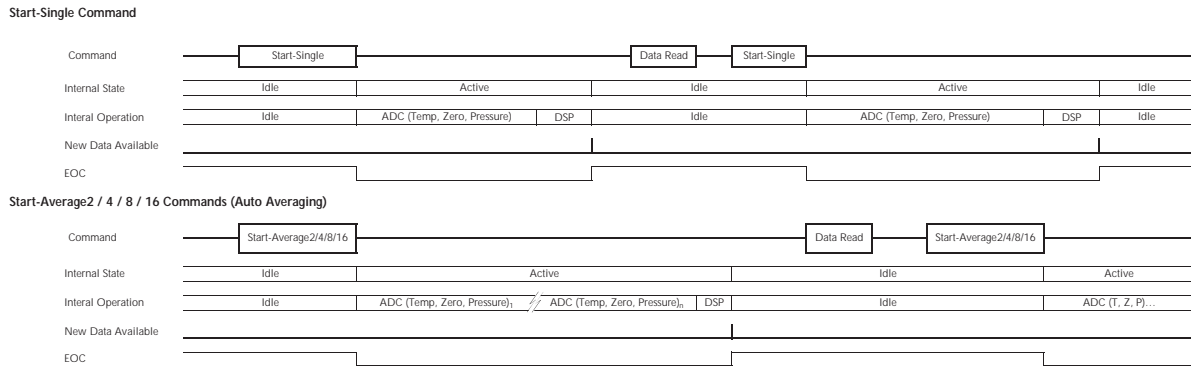 Start-Single Command
Command Start-Single Data Read Start-Single
Internal State Idle Active Idle Active Idle
Interal Operation Idle ADC (Temp, Zero, Pressure) DSP Idle ADC (Temp, Zero, Pressure) DSP Idle
New Data Available
EOC
Start-Average2 / 4 / 8 / 16 Commands (Auto Averaging)
Command Start-Average2/4/8/16 Data Read Start-Average2/4/8/16
Internal State Idle Active Idle Active
Interal Operation Idle ADC (Temp, Zero, Pressure)1 ADC (Temp, Zero, Pressure)n DSP Idle ADC (T, Z, P)...
New Data Available
EOC